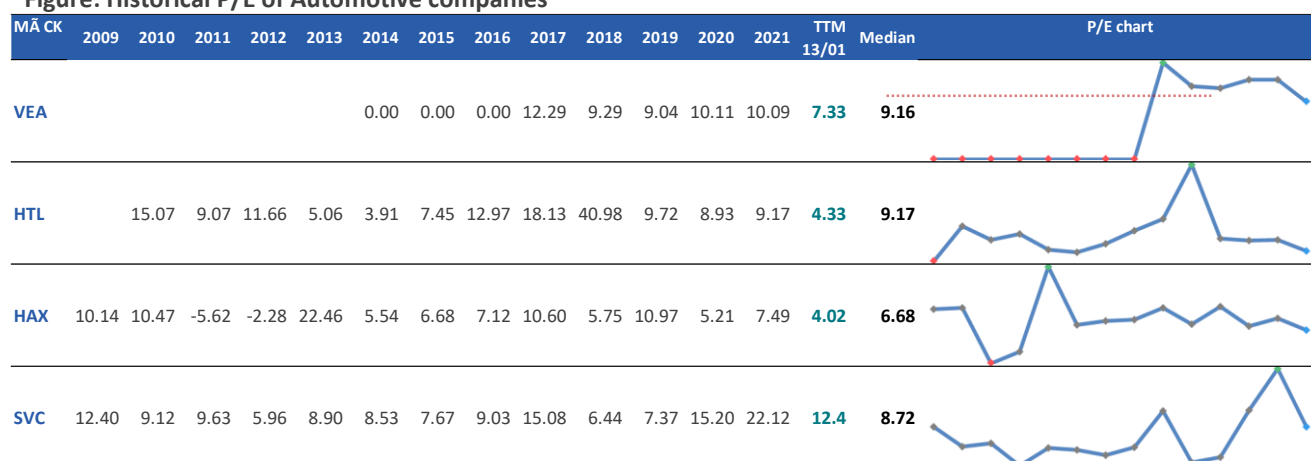 Figure: Historical P/E of Automotive companies
MÃ CK 2009 2010 2011 2012 2013 2014 2015 2016 2017 2018 2019 2020 2021 TTM 13/01 Median P/E chart
VEA 0.00 0.00 0.00 12.29 9.29 9.04 10.11 10.09 7.33 9.16
HTL 15.07 9.07 11.66 5.06 3.91 7.45 12.97 18.13 40.98 9.72 8.93 9.17 4.33 9.17
HAX 10.14 10.47 -5.62 -2.28 22.46 5.54 6.68 7.12 10.60 5.75 10.97 5.21 7.49 4.02 6.68
SVC 12.40 9.12 9.63 5.96 8.90 8.53 7.67 9.03 15.08 6.44 7.37 15.20 22.12 12.4 8.72